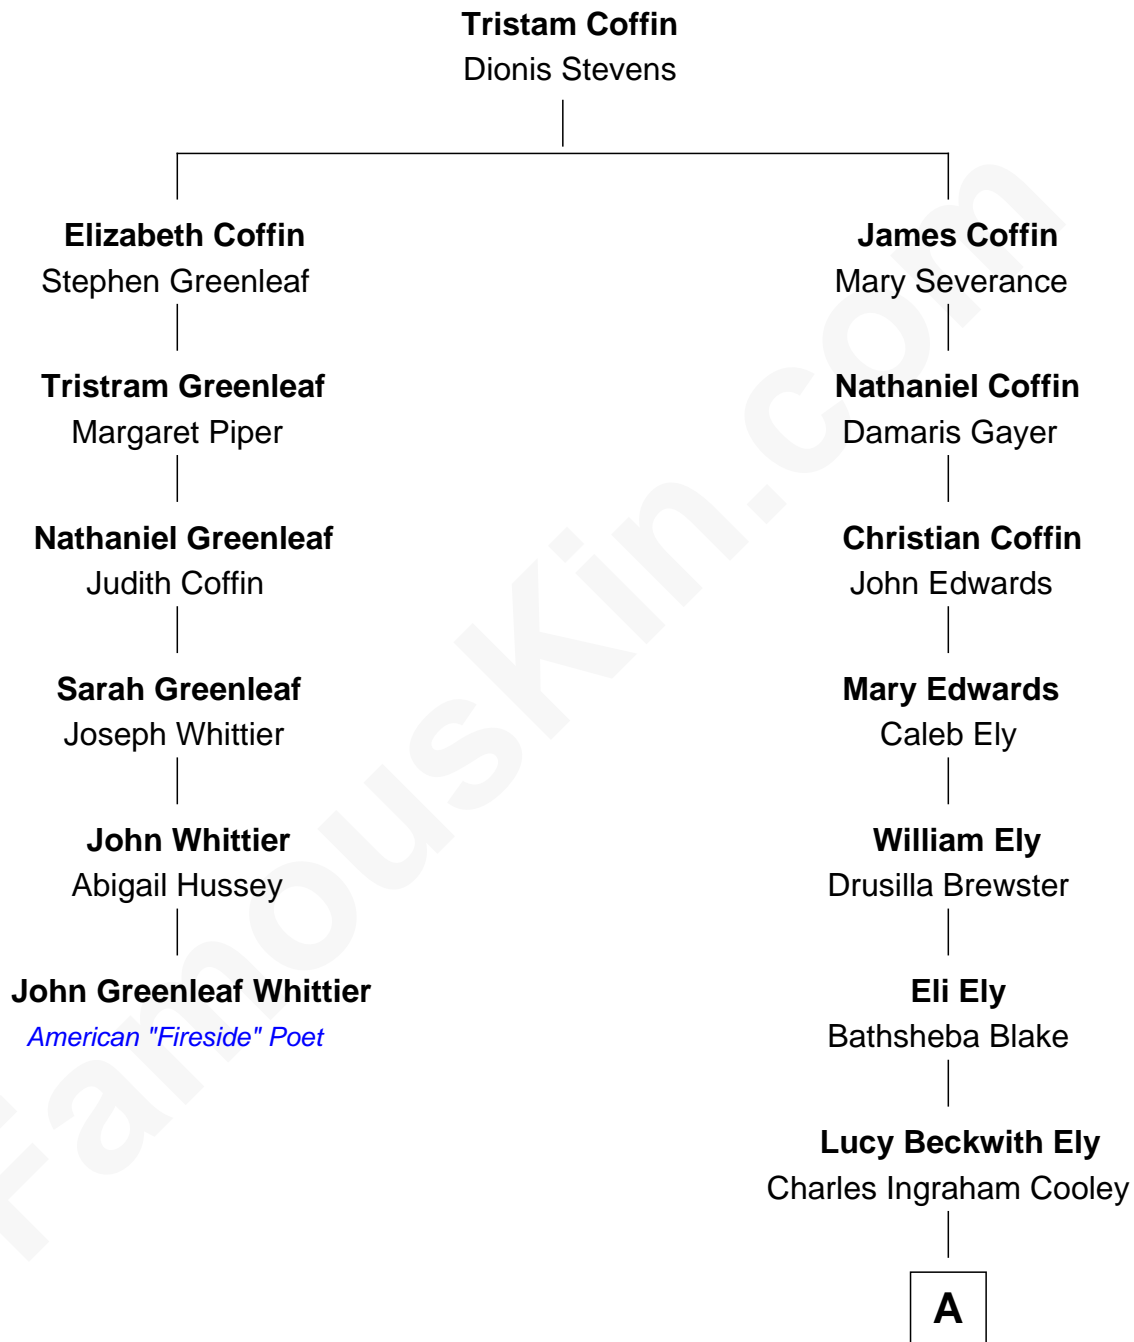 Tristam Coffin
Dionis Stevens
Elizabeth Coffin
Stephen Greenleaf
Tristram Greenleaf
Margaret Piper
Nathaniel Greenleaf
Judith Coffin
Sarah Greenleaf
Joseph Whittier
John Whittier
Abigail Hussey
John Greenleaf Whittier
American "Fireside" Poet
James Coffin
Mary Severance
Nathaniel Coffin
Damaris Gayer
Christian Coffin
John Edwards
Mary Edwards
Caleb Ely
William Ely
Drusilla Brewster
Eli Ely
Bathsheba Blake
Lucy Beckwith Ely
Charles Ingraham Cooley
A
FamousKin.com